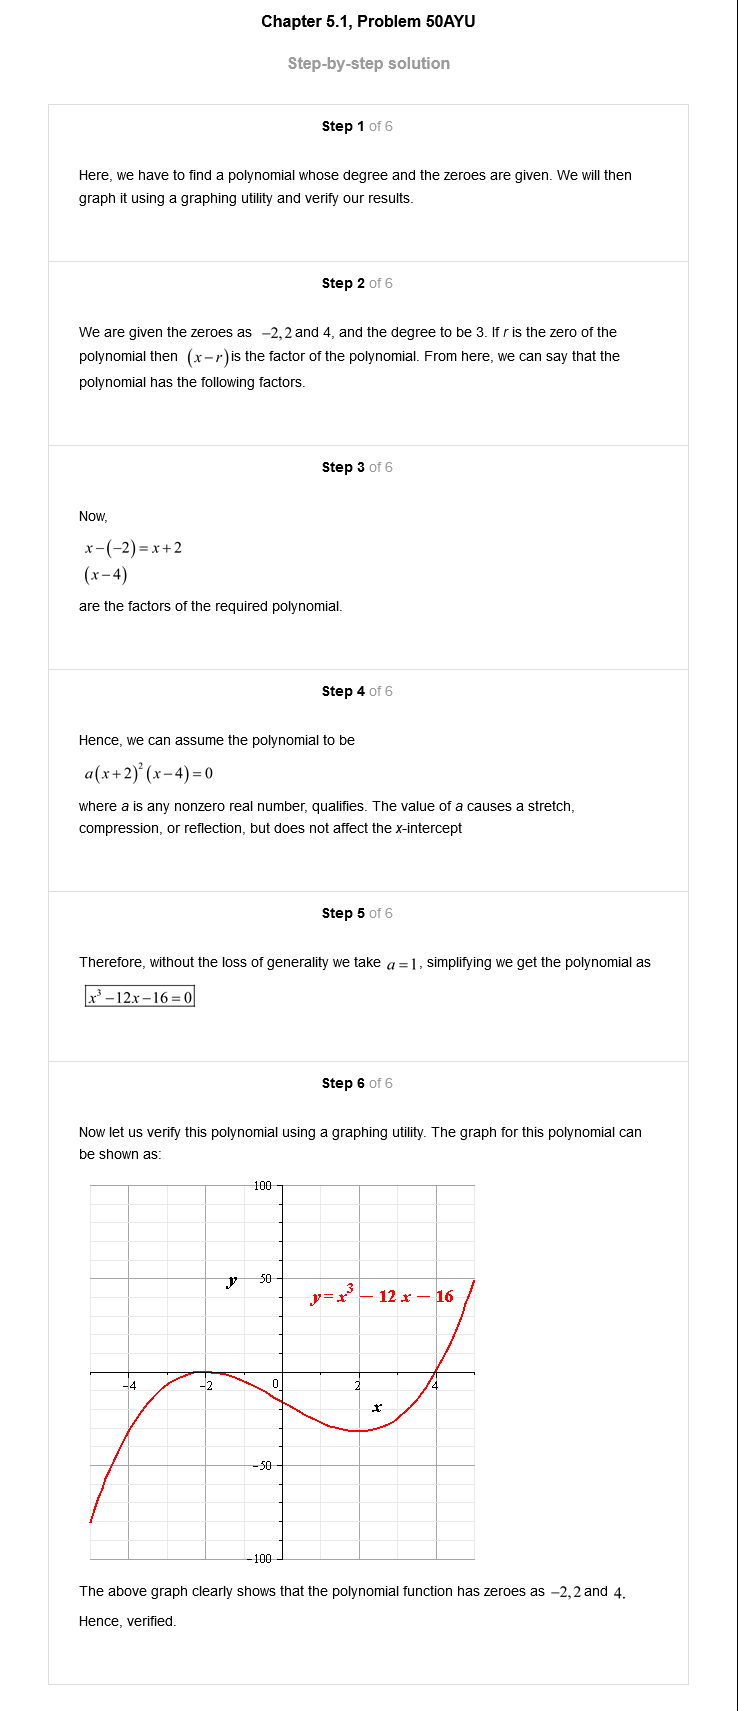 Chapter 5.1, Problem 50AYU
Step-by-step solution
Step 1 of 6
Here, we have to find a polynomial whose degree and the zeroes are given. We will then
graph it using a graphing utility and verify our results.
Step 2 of 6
We are given the zeroes as −2,2 and 4, and the degree to be 3. If r is the zero of the
polynomial then (x−r) is the factor of the polynomial. From here, we can say that the
polynomial has the following factors.
Step 3 of 6
Now,
x−(−2)=x+2
(x−4)
are the factors of the required polynomial.
Step 4 of 6
Hence, we can assume the polynomial to be
a(x+2)²(x−4)=0
where a is any nonzero real number, qualifies. The value of a causes a stretch,
compression, or reflection, but does not affect the x-intercept
Step 5 of 6
Therefore, without the loss of generality we take a=1, simplifying we get the polynomial as
x³−12x−16=0
Step 6 of 6
Now let us verify this polynomial using a graphing utility. The graph for this polynomial can
be shown as:
100
y 50
y=x³ − 12 x − 16
−4 −2 0 2 4
x
−50
−100
The above graph clearly shows that the polynomial function has zeroes as −2,2 and 4.
Hence, verified.